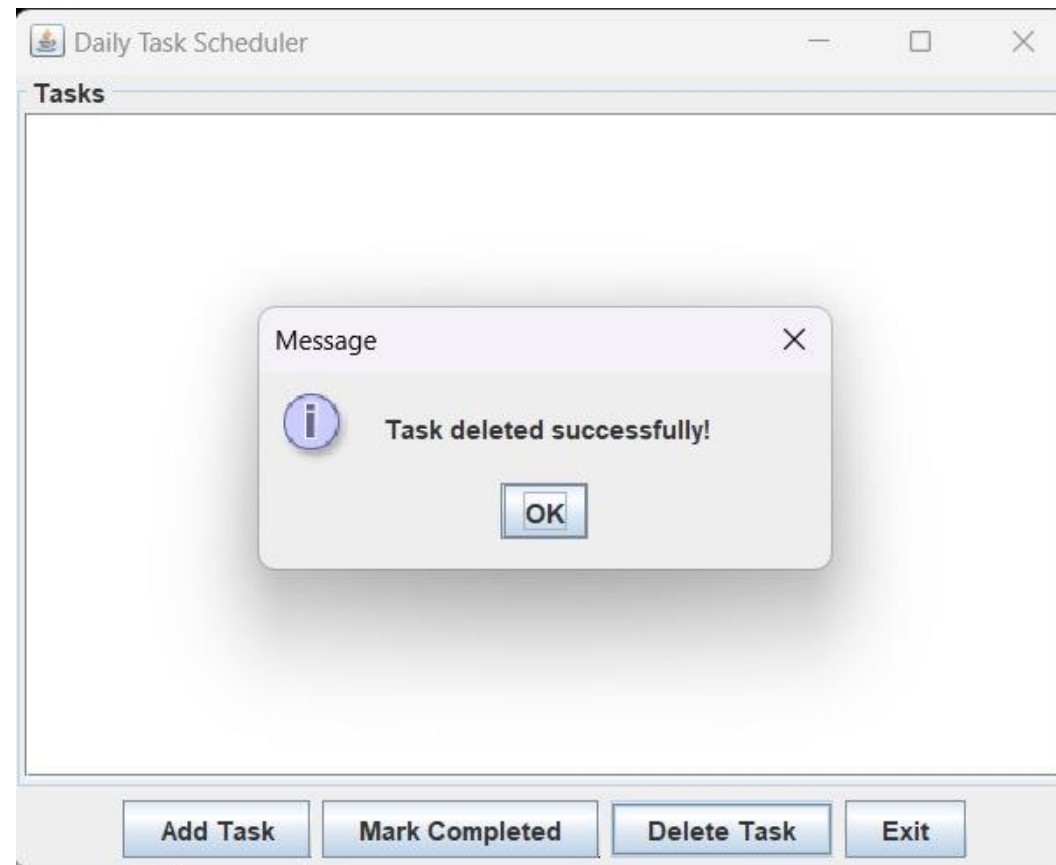 Daily Task Scheduler
Tasks
Message
i
Task deleted successfully!
OK
Add Task Mark Completed Delete Task Exit